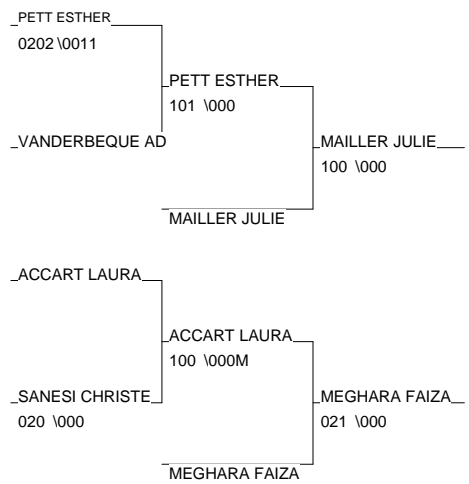 PETT ESTHER
0202 \0011
PETT ESTHER
101 \000
VANDERBEQUE AD
MAILLER JULIE
100 \000
MAILLER JULIE
ACCART LAURA
ACCART LAURA
100 \000M
SANESI CHRISTE
020 \000
MEGHARA FAIZA
021 \000
MEGHARA FAIZA